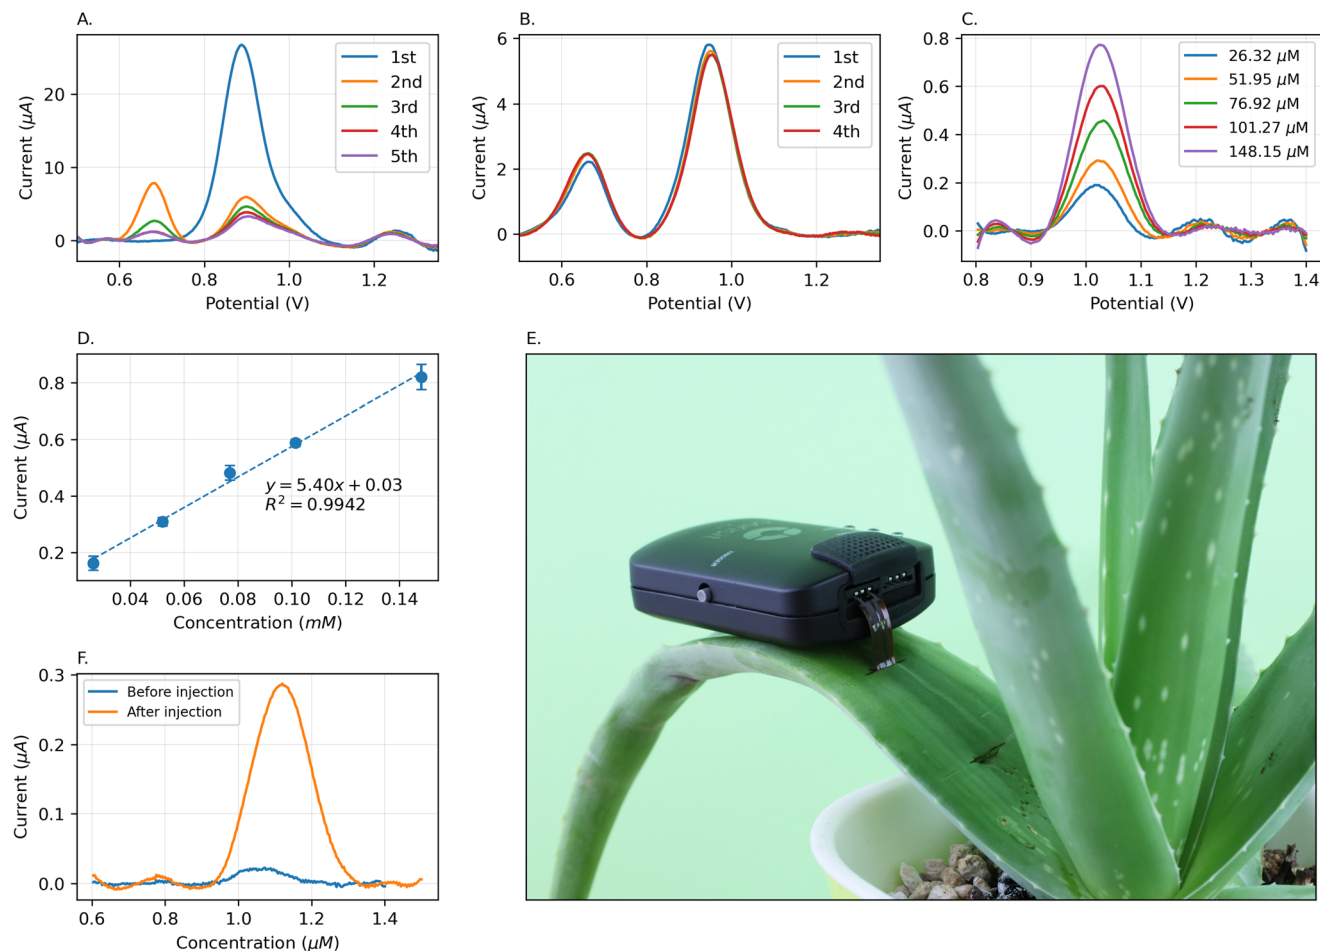 A.
Current (μA)
20
10
0
0.6 0.8 1.0 1.2
Potential (V)
1st
2nd
3rd
4th
5th
B.
Current (μA)
6
4
2
0
0.6 0.8 1.0 1.2
Potential (V)
1st
2nd
3rd
4th
C.
Current (μA)
0.8
0.6
0.4
0.2
0.0
0.8 0.9 1.0 1.1 1.2 1.3 1.4
Potential (V)
26.32 μM
51.95 μM
76.92 μM
101.27 μM
148.15 μM
D.
Current (μA)
0.8
0.6
0.4
0.2
0.04 0.06 0.08 0.10 0.12 0.14
Concentration (mM)
y = 5.40x + 0.03
R² = 0.9942
E.
F.
Current (μA)
0.3
0.2
0.1
0.0
0.6 0.8 1.0 1.2 1.4
Concentration (μM)
Before injection
After injection